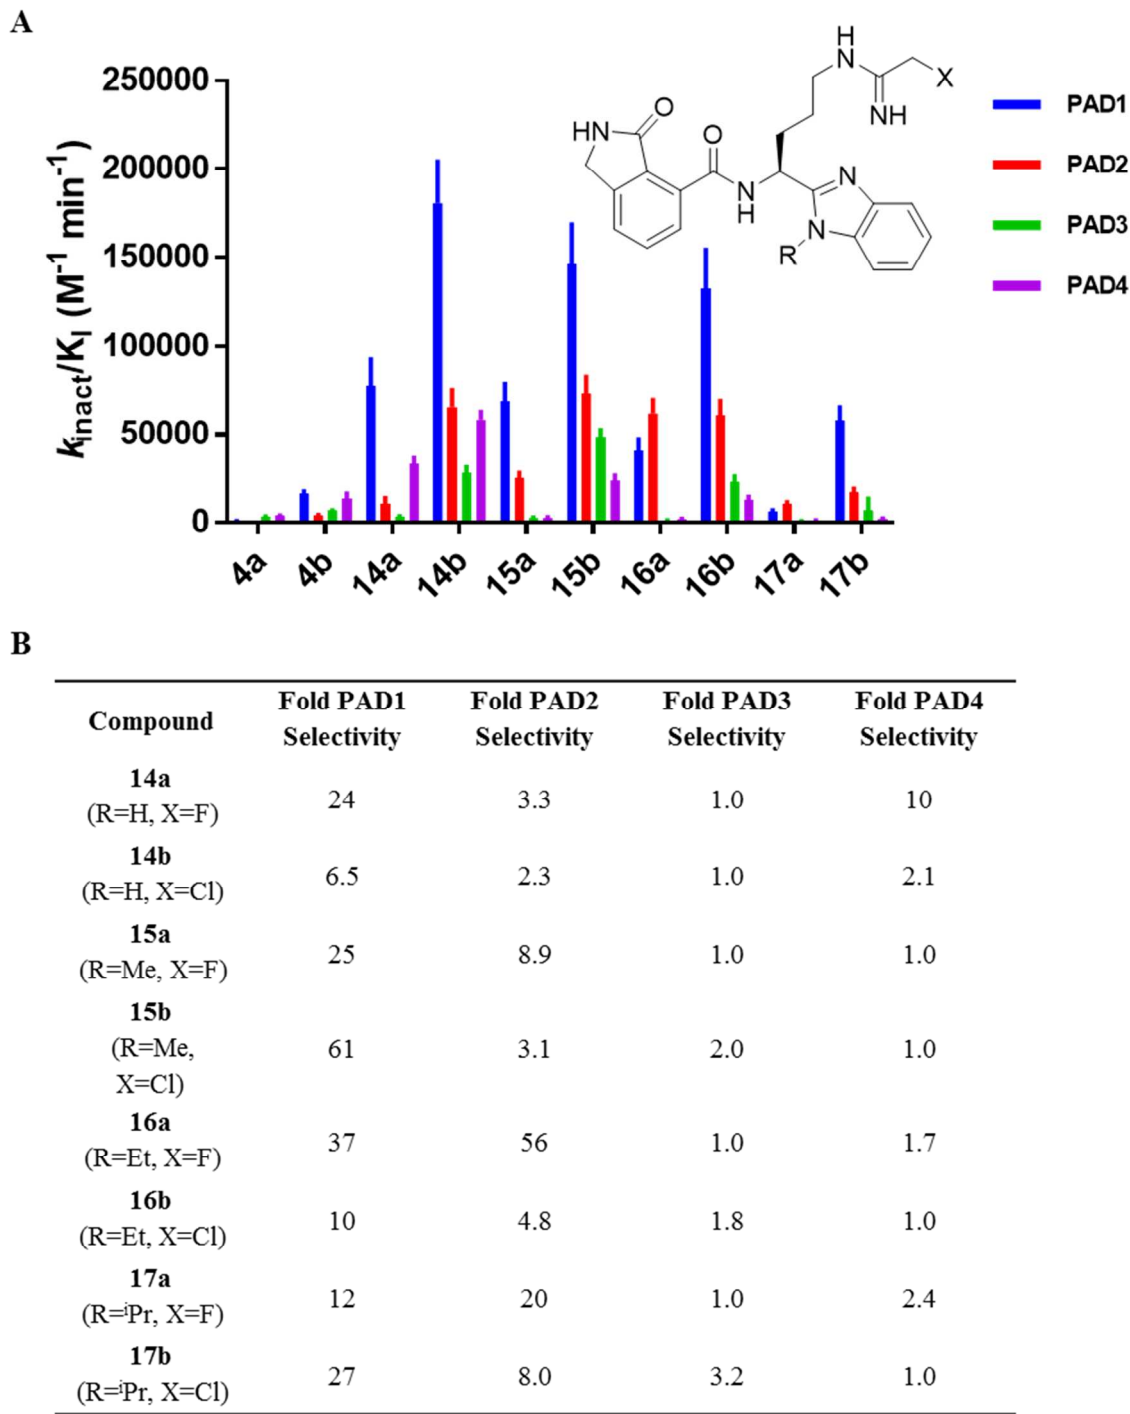 A
250000
200000
150000
100000
50000
0
kinact/KI (M-1 min-1)
H
N
X
NH
O
HN
O
N
H
N
N
R
PAD1
PAD2
PAD3
PAD4
4a 4b 14a 14b 15a 15b 16a 16b 17a 17b
B
Compound Fold PAD1 Selectivity Fold PAD2 Selectivity Fold PAD3 Selectivity Fold PAD4 Selectivity
14a
(R=H, X=F) 24 3.3 1.0 10
14b
(R=H, X=Cl) 6.5 2.3 1.0 2.1
15a
(R=Me, X=F) 25 8.9 1.0 1.0
15b
(R=Me,
X=Cl) 61 3.1 2.0 1.0
16a
(R=Et, X=F) 37 56 1.0 1.7
16b
(R=Et, X=Cl) 10 4.8 1.8 1.0
17a
(R=iPr, X=F) 12 20 1.0 2.4
17b
(R=iPr, X=Cl) 27 8.0 3.2 1.0